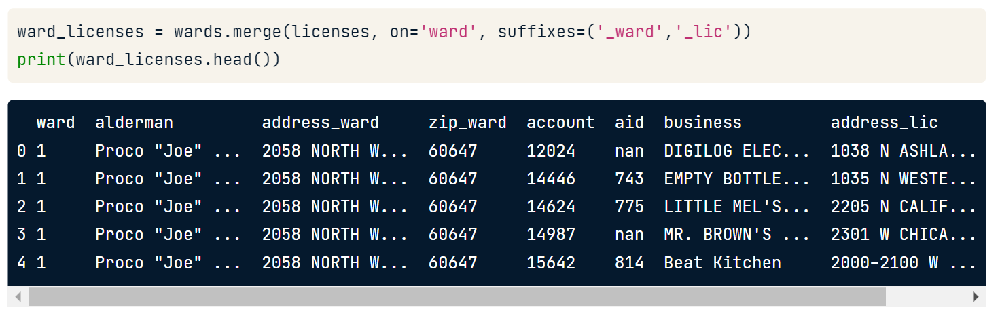 ward_licenses = wards.merge(licenses, on='ward', suffixes=('_ward','_lic'))
print(ward_licenses.head())
  ward  alderman         address_ward     zip_ward  account  aid  business         address_lic
0 1     Proco "Joe" ...  2058 NORTH W...  60647     12024    nan  DIGILOG ELEC...  1038 N ASHLA...
1 1     Proco "Joe" ...  2058 NORTH W...  60647     14446    743  EMPTY BOTTLE...  1035 N WESTE...
2 1     Proco "Joe" ...  2058 NORTH W...  60647     14624    775  LITTLE MEL'S...  2205 N CALIF...
3 1     Proco "Joe" ...  2058 NORTH W...  60647     14987    nan  MR. BROWN'S ...  2301 W CHICA...
4 1     Proco "Joe" ...  2058 NORTH W...  60647     15642    814  Beat Kitchen     2000-2100 W ...